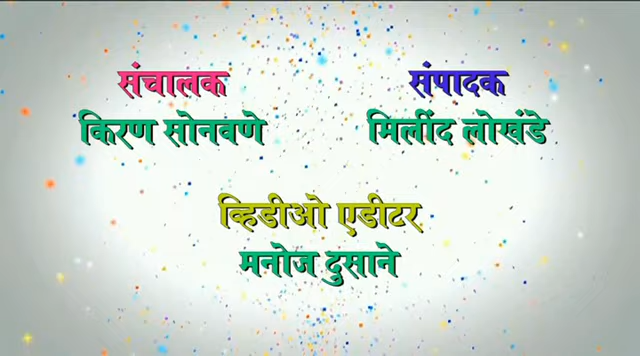 संचालक
किरण सोनवणे
संपादक
मिलींद लोखंडे
व्हिडीओ एडीटर
मनोज दुसाने